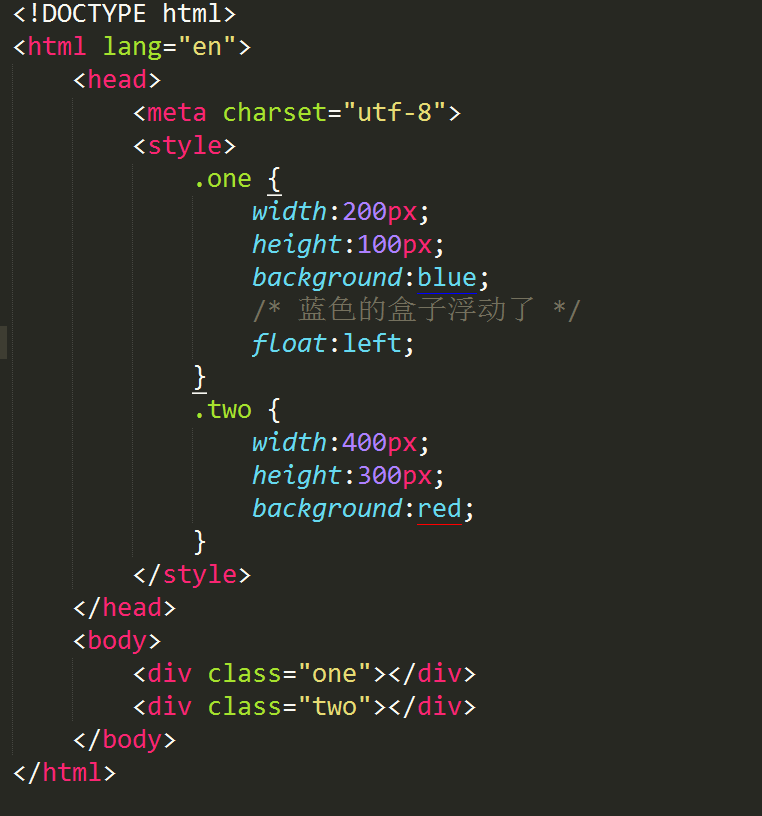 <!DOCTYPE html>
<html lang="en">
    <head>
        <meta charset="utf-8">
        <style>
            .one {
                width:200px;
                height:100px;
                background:blue;
                /* 蓝色的盒子浮动了 */
                float:left;
            }
            .two {
                width:400px;
                height:300px;
                background:red;
            }
        </style>
    </head>
    <body>
        <div class="one"></div>
        <div class="two"></div>
    </body>
</html>